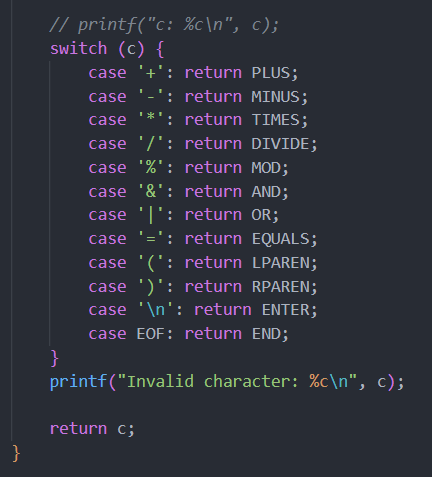 // printf("c: %c\n", c);
switch (c) {
case '+': return PLUS;
case '-': return MINUS;
case '*': return TIMES;
case '/': return DIVIDE;
case '%': return MOD;
case '&': return AND;
case '|': return OR;
case '=': return EQUALS;
case '(': return LPAREN;
case ')': return RPAREN;
case '\n': return ENTER;
case EOF: return END;
}
printf("Invalid character: %c\n", c);
return c;
}